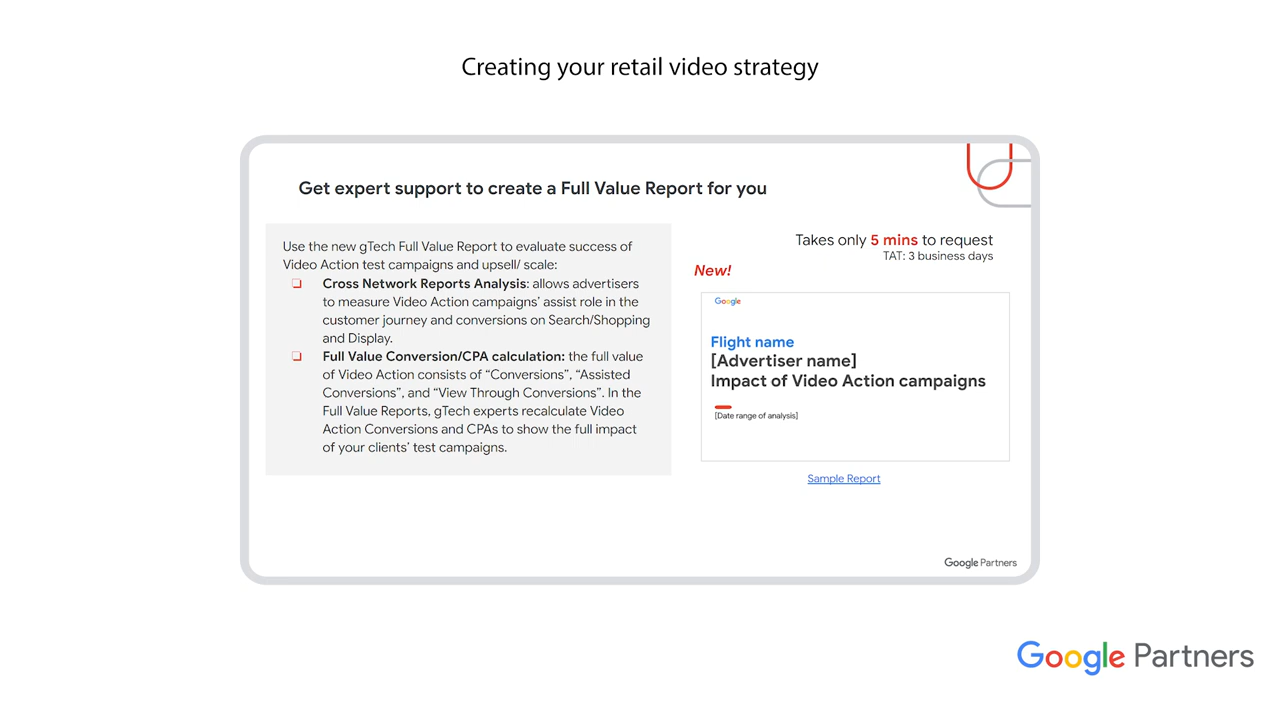 Creating your retail video strategy
Get expert support to create a Full Value Report for you
Use the new gTech Full Value Report to evaluate success of
Video Action test campaigns and upsell/ scale:
Cross Network Reports Analysis: allows advertisers
to measure Video Action campaigns’ assist role in the
customer journey and conversions on Search/Shopping
and Display.
Full Value Conversion/CPA calculation: the full value
of Video Action consists of “Conversions”, “Assisted
Conversions”, and “View Through Conversions”. In the
Full Value Reports, gTech experts recalculate Video
Action Conversions and CPAs to show the full impact
of your clients’ test campaigns.
Takes only 5 mins to request
TAT: 3 business days
New!
Google
Flight name
[Advertiser name]
Impact of Video Action campaigns
[Date range of analysis]
Sample Report
Google Partners
Google Partners